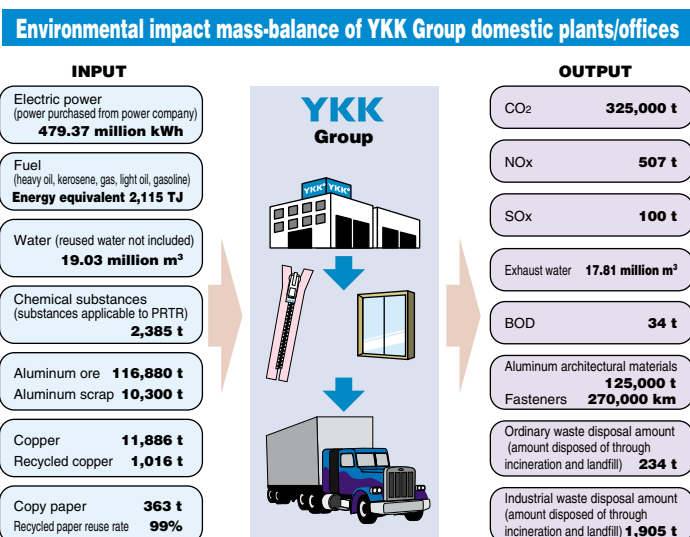 Environmental impact mass-balance of YKK Group domestic plants/offices
INPUT
Electric power
(power purchased from power company)
479.37 million kWh
Fuel
(heavy oil, kerosene, gas, light oil, gasoline)
Energy equivalent 2,115 TJ
Water (reused water not included)
19.03 million m³
Chemical substances
(substances applicable to PRTR)
2,385 t
Aluminum ore 116,880 t
Aluminum scrap 10,300 t
Copper 11,886 t
Recycled copper 1,016 t
Copy paper 363 t
Recycled paper reuse rate 99%
YKK
Group
YKK YKK
OUTPUT
CO2 325,000 t
NOx 507 t
SOx 100 t
Exhaust water 17.81 million m³
BOD 34 t
Aluminum architectural materials
125,000 t
Fasteners 270,000 km
Ordinary waste disposal amount
(amount disposed of through
incineration and landfill) 234 t
Industrial waste disposal amount
(amount disposed of through
incineration and landfill) 1,905 t